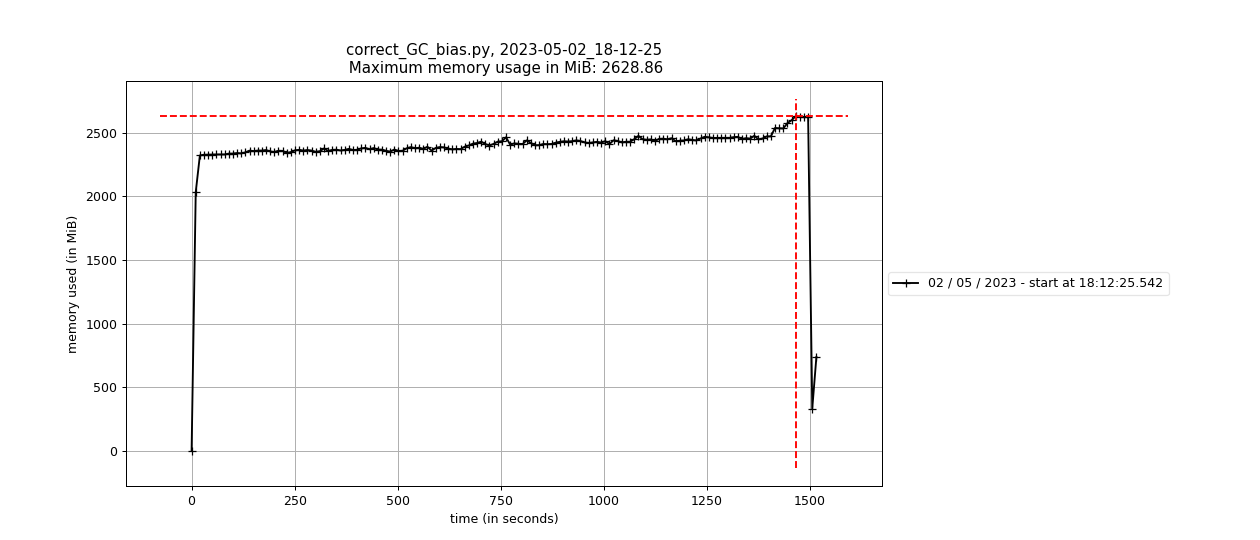 correct_GC_bias.py, 2023-05-02_18-12-25
Maximum memory usage in MiB: 2628.86
memory used (in MiB)
2500
2000
1500
1000
500
0
0 250 500 750 1000 1250 1500
time (in seconds)
02 / 05 / 2023 - start at 18:12:25.542